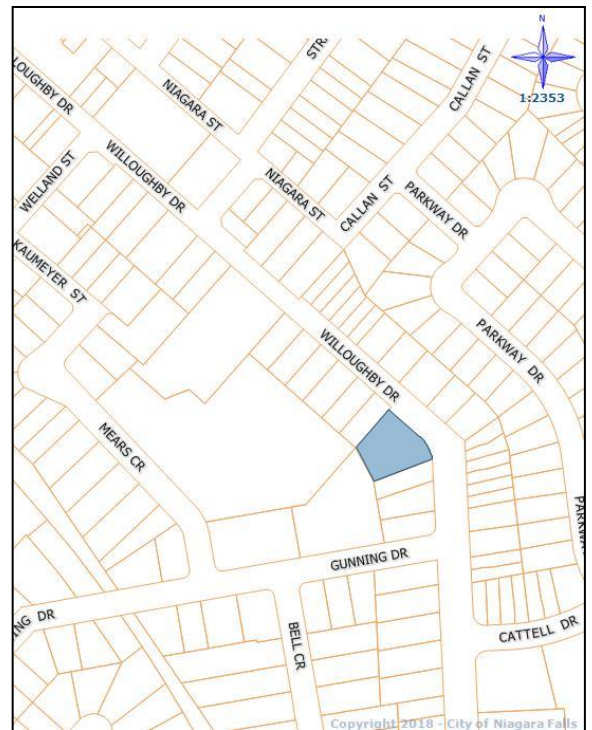 N
1:2353
LOUGHBY DR
NIAGARA ST
STR
CALLAN ST
WELLAND ST
WILLOUGHBY DR
NIAGARA ST
CALLAN ST
PARKWAY DR
KAUMEYER ST
WILLOUGHBY DR
PARKWAY DR
MEARS CR
PARKWA
GUNNING DR
NG DR
BELL CR
CATTELL DR
Copyright 2018 - City of Niagara Falls